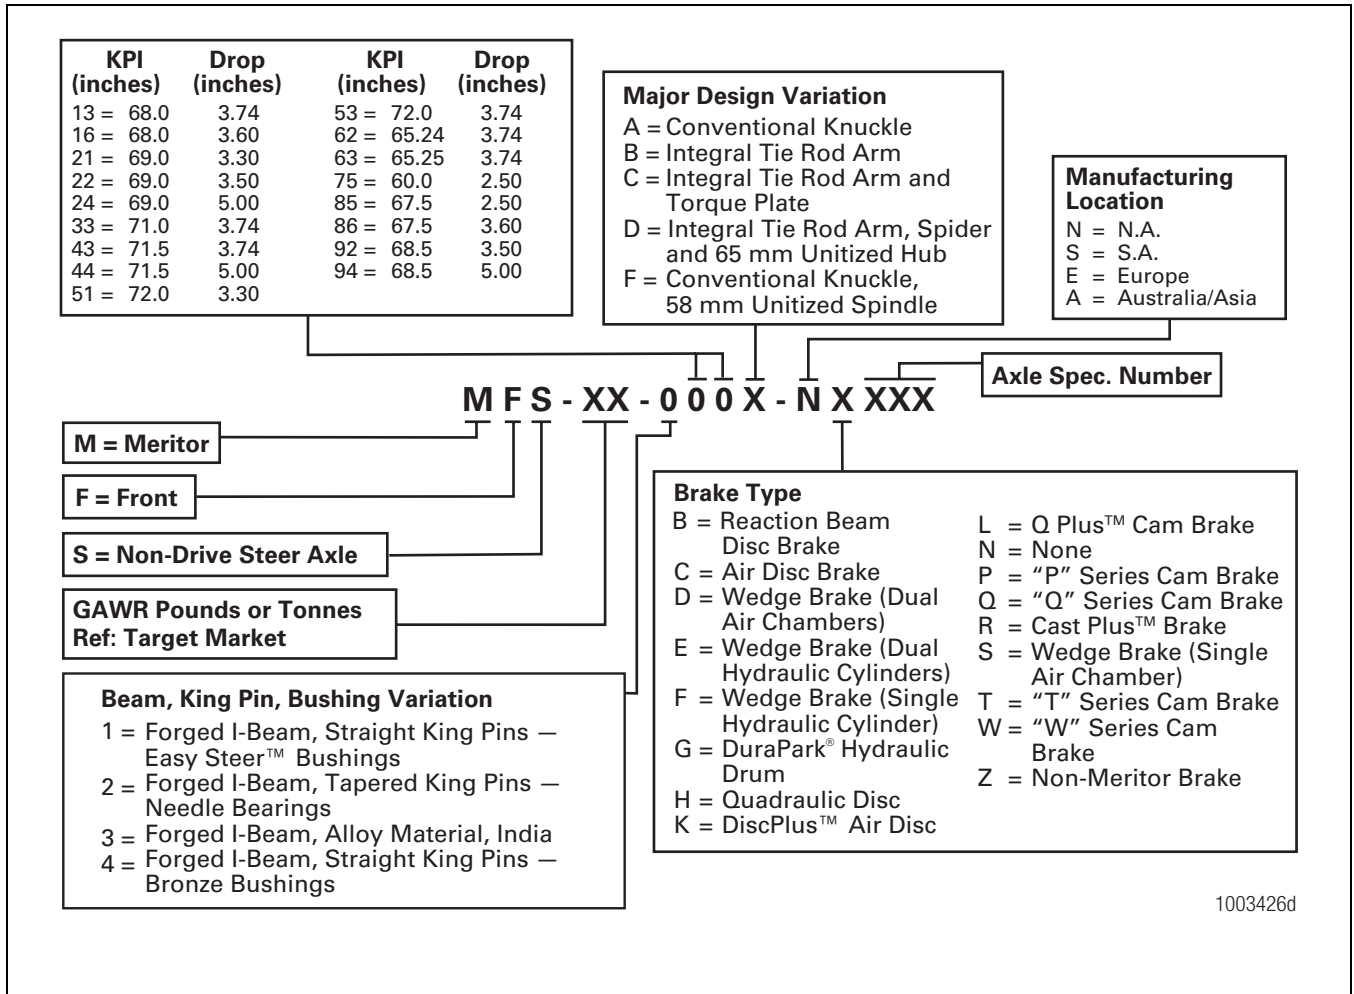 KPI Drop KPI Drop
(inches) (inches) (inches) (inches)
13 = 68.0 3.74 53 = 72.0 3.74
16 = 68.0 3.60 62 = 65.24 3.74
21 = 69.0 3.30 63 = 65.25 3.74
22 = 69.0 3.50 75 = 60.0 2.50
24 = 69.0 5.00 85 = 67.5 2.50
33 = 71.0 3.74 86 = 67.5 3.60
43 = 71.5 3.74 92 = 68.5 3.50
44 = 71.5 5.00 94 = 68.5 5.00
51 = 72.0 3.30
Major Design Variation
A = Conventional Knuckle
B = Integral Tie Rod Arm
C = Integral Tie Rod Arm and
Torque Plate
D = Integral Tie Rod Arm, Spider
and 65 mm Unitized Hub
F = Conventional Knuckle,
58 mm Unitized Spindle
Manufacturing
Location
N = N.A.
S = S.A.
E = Europe
A = Australia/Asia
Axle Spec. Number
M F S - XX - 0 0 0 X - N X XXX
M = Meritor
F = Front
S = Non-Drive Steer Axle
GAWR Pounds or Tonnes
Ref: Target Market
Beam, King Pin, Bushing Variation
1 = Forged I-Beam, Straight King Pins —
Easy Steer™ Bushings
2 = Forged I-Beam, Tapered King Pins —
Needle Bearings
3 = Forged I-Beam, Alloy Material, India
4 = Forged I-Beam, Straight King Pins —
Bronze Bushings
Brake Type
B = Reaction Beam
Disc Brake
C = Air Disc Brake
D = Wedge Brake (Dual
Air Chambers)
E = Wedge Brake (Dual
Hydraulic Cylinders)
F = Wedge Brake (Single
Hydraulic Cylinder)
G = DuraPark® Hydraulic
Drum
H = Quadraulic Disc
K = DiscPlus™ Air Disc
L = Q Plus™ Cam Brake
N = None
P = “P” Series Cam Brake
Q = “Q” Series Cam Brake
R = Cast Plus™ Brake
S = Wedge Brake (Single
Air Chamber)
T = “T” Series Cam Brake
W = “W” Series Cam
Brake
Z = Non-Meritor Brake
1003426d